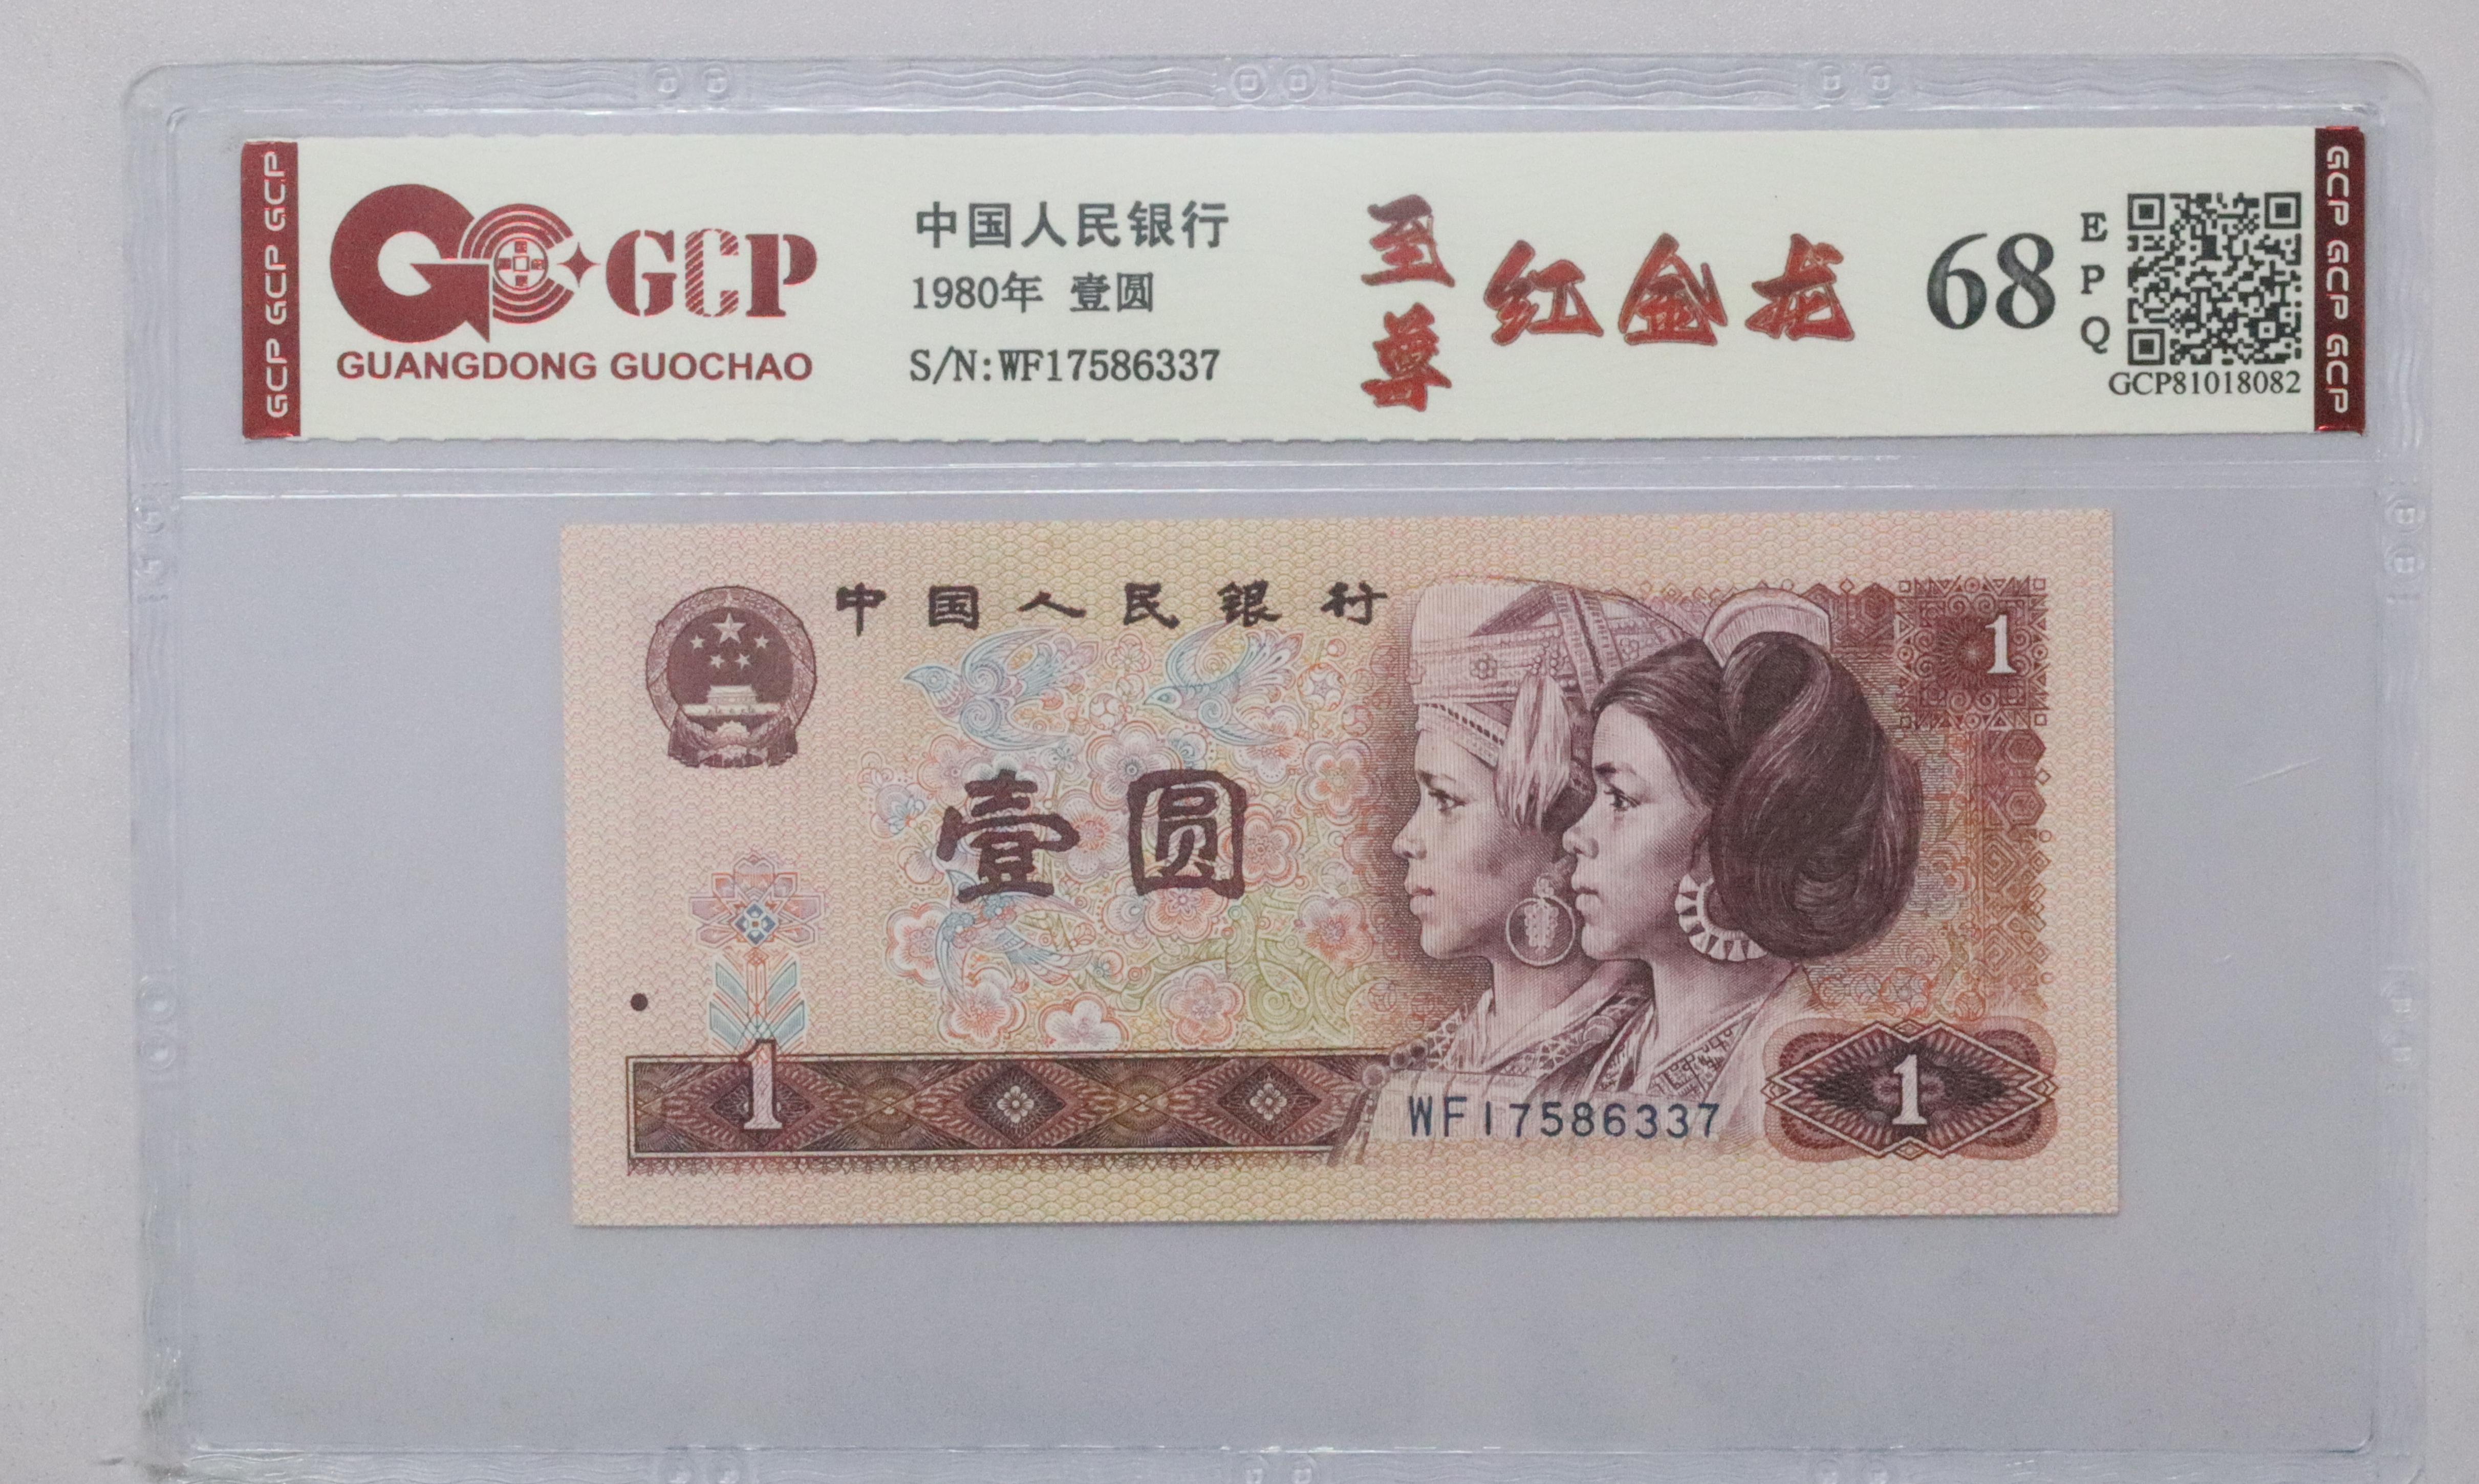 GCP GCP GCP
GCP
GUANGDONG GUOCHAO
中国人民银行
1980年 壹圆
S/N:WF17586337
至尊
红金龙
68
EPQ
GCP81018082
GCP GCP GCP
中国人民银行
1
壹圆
1
WF17586337
1